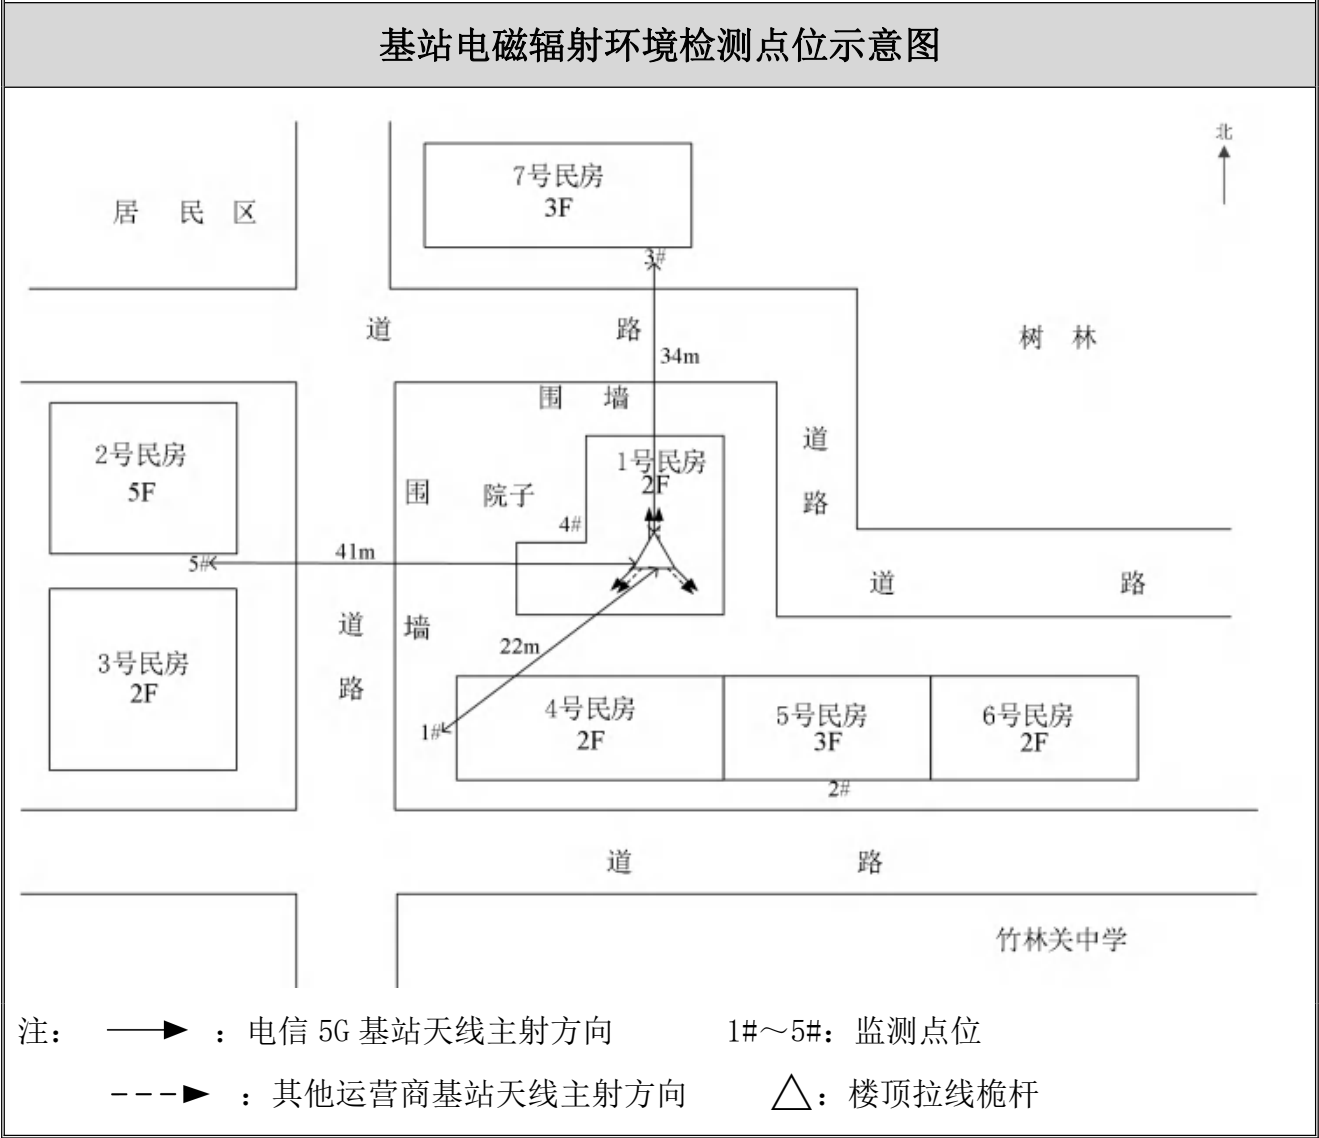 基站电磁辐射环境检测点位示意图
北
7号民房
3F
居 民 区
3#
道 路
树 林
34m
围 墙
道
路
2号民房
5F
1号民房
2F
围
院子
4#
41m
5#
道 路
道
路
墙
22m
3号民房
2F
1#
4号民房
2F
5号民房
3F
6号民房
2F
2#
道 路
竹林关中学
注： ：电信 5G 基站天线主射方向 1#～5#：监测点位
：其他运营商基站天线主射方向 ：楼顶拉线桅杆